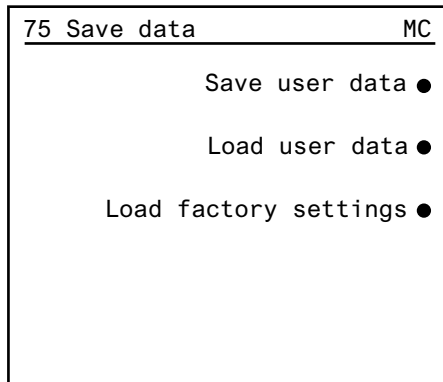 75 Save data MC
Save user data
Load user data
Load factory settings